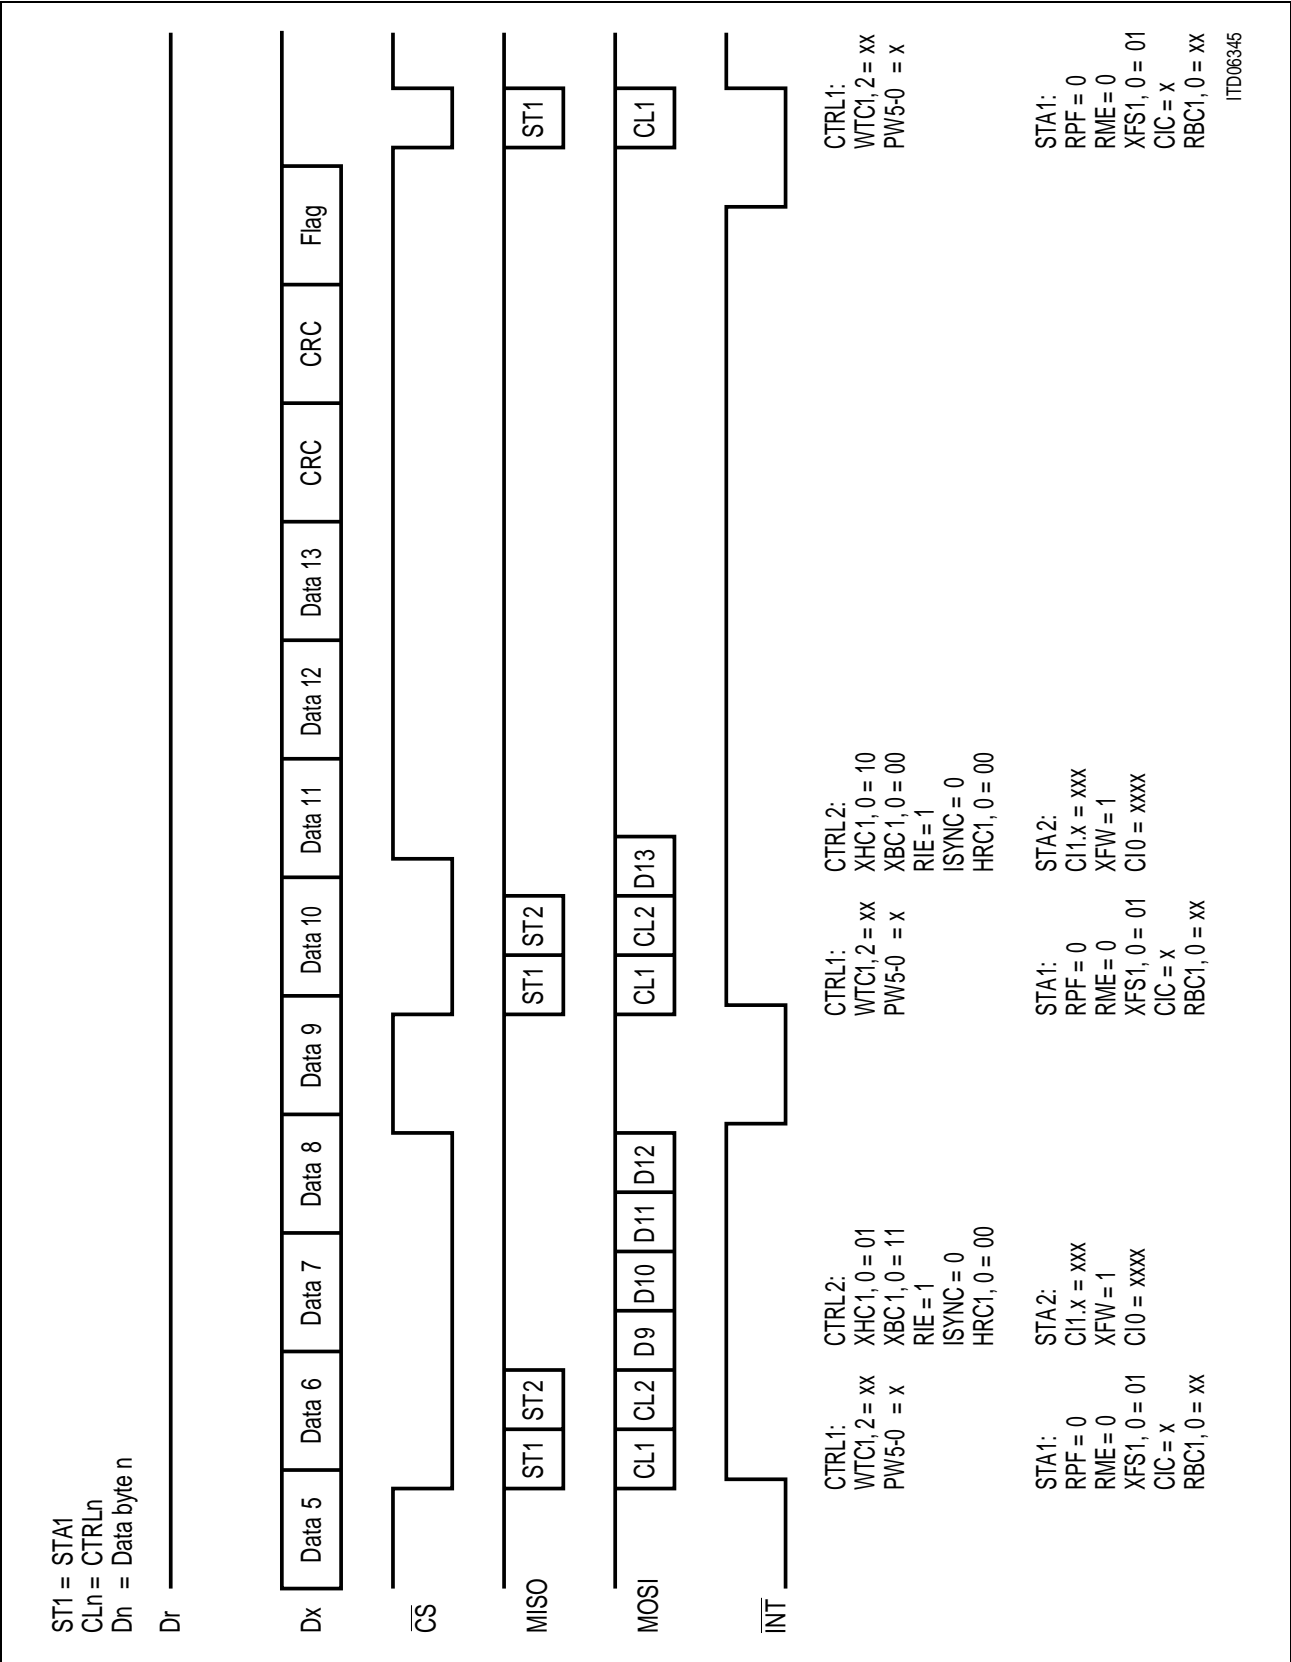 ST1 = STA1
CLn = CTRLn
Dn = Data byte n
Dr
Dx
Data 5
Data 6
Data 7
Data 8
Data 9
Data 10
Data 11
Data 12
Data 13
CRC
CRC
Flag
CS
MISO
ST1
ST2
ST1
ST2
ST1
MOSI
CL1
CL2
D9
D10
D11
D12
CL1
CL2
D13
CL1
INT
CTRL1:
WTC1, 2 = xx
PW5-0 = x
CTRL2:
XHC1, 0 = 01
XBC1, 0 = 11
RIE = 1
ISYNC = 0
HRC1, 0 = 00
CTRL1:
WTC1, 2 = xx
PW5-0 = x
CTRL2:
XHC1, 0 = 10
XBC1, 0 = 00
RIE = 1
ISYNC = 0
HRC1, 0 = 00
CTRL1:
WTC1, 2 = xx
PW5-0 = x
STA1:
RPF = 0
RME = 0
XFS1, 0 = 01
CIC = x
RBC1, 0 = xx
STA2:
CI1.x = xxx
XFW = 1
CI0 = xxxx
STA1:
RPF = 0
RME = 0
XFS1, 0 = 01
CIC = x
RBC1, 0 = xx
STA2:
CI1.x = xxx
XFW = 1
CI0 = xxxx
STA1:
RPF = 0
RME = 0
XFS1, 0 = 01
CIC = x
RBC1, 0 = xx
ITD06345